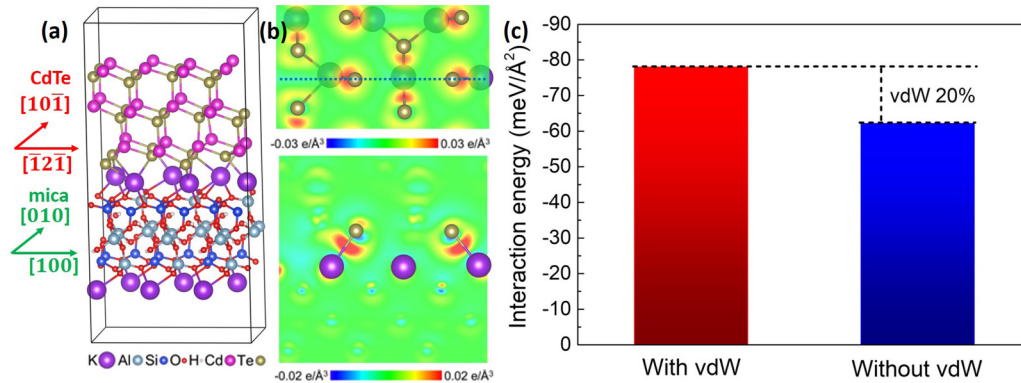 (a)
CdTe
[101̅]
[1̅21̅]
mica
[010]
[100]
K Al Si O H Cd Te
(b)
-0.03 e/Å³ 0.03 e/Å³
-0.02 e/Å³ 0.02 e/Å³
(c)
Interaction energy (meV/Å²)
-90
-80
-70
-60
-50
-40
-30
-20
-10
0
vdW 20%
With vdW
Without vdW